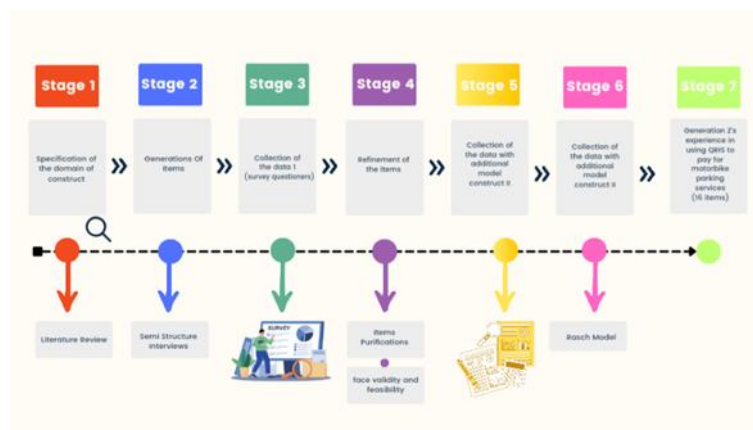 Stage 1
Stage 2
Stage 3
Stage 4
Stage 5
Stage 6
Stage 7
Specification of
the domain of
construct
Generations Of
items
Collection of
the data 1
(survey questioners)
Refinement of
the items
Collection of
the data with
additional
model
construct II
Collection of
the data with
additional
model
construct II
Generation Z's
experience in
using QRIS to
pay for
motorbike
parking
services
(16 items)
Literature Review
Semi Structure
Interviews
SURVEY
Items
Purifications
face validity and
feasibility
Rasch Model